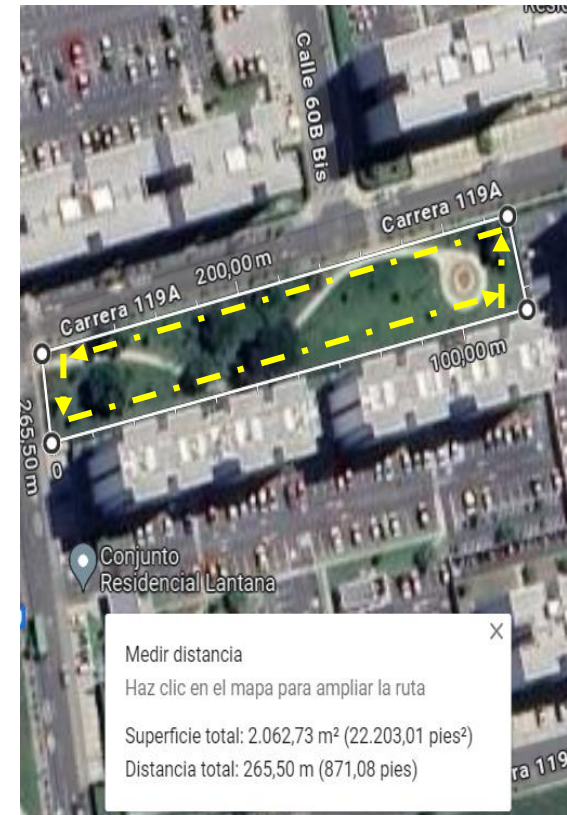 Calle 60B Bis
Carrera 119A
200,00 m
Carrera 119A
100,00 m
265,50 m
0
Conjunto
Residencial Lantana
Medir distancia
Haz clic en el mapa para ampliar la ruta
Superficie total: 2.062,73 m² (22.203,01 pies²)
Distancia total: 265,50 m (871,08 pies)
ra 119